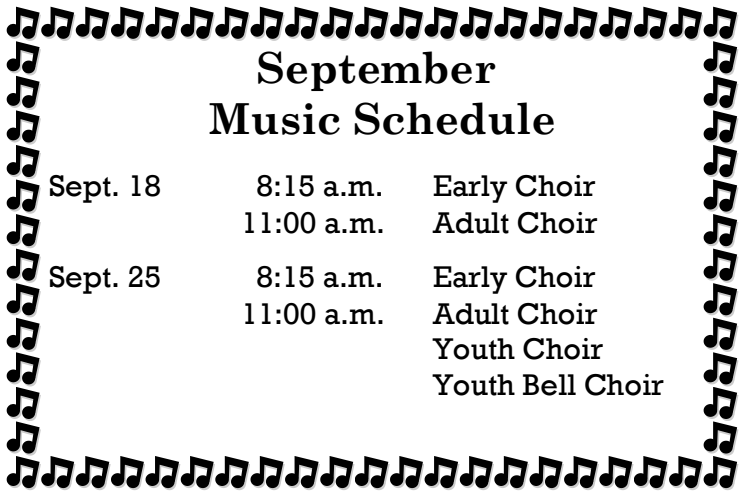 September
Music Schedule
Sept. 18 8:15 a.m. Early Choir
11:00 a.m. Adult Choir
Sept. 25 8:15 a.m. Early Choir
11:00 a.m. Adult Choir
Youth Choir
Youth Bell Choir